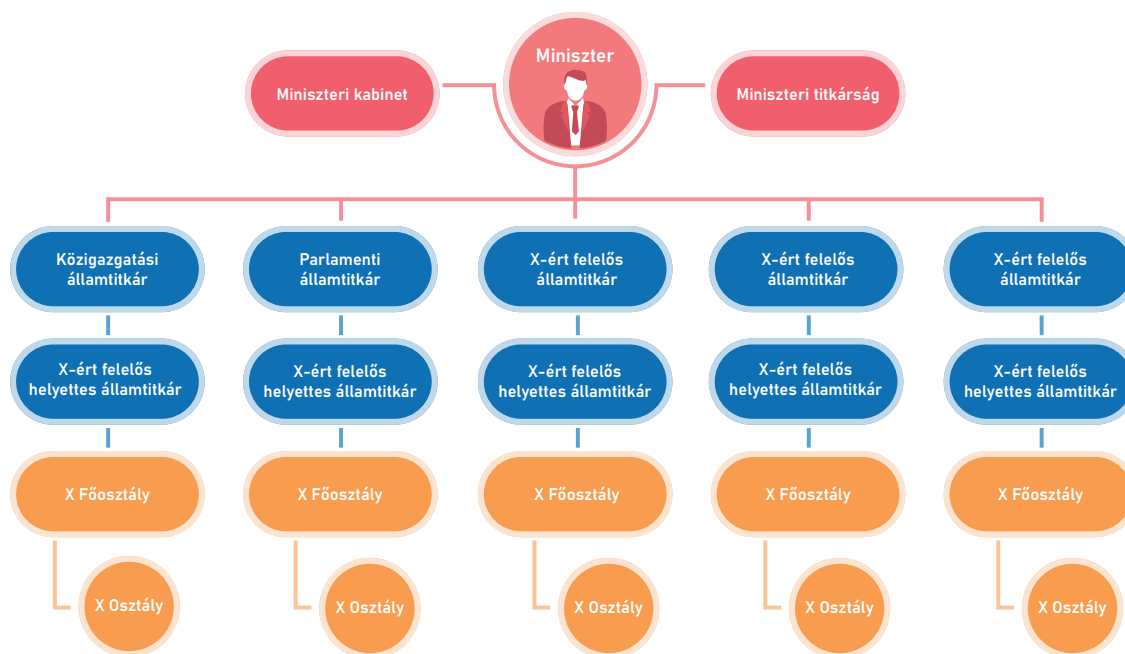 Miniszter
Miniszteri kabinet
Miniszteri titkárság
Közigazgatási
államtitkár
Parlamenti
államtitkár
X-ért felelős
államtitkár
X-ért felelős
államtitkár
X-ért felelős
államtitkár
X-ért felelős
helyettes államtitkár
X-ért felelős
helyettes államtitkár
X-ért felelős
helyettes államtitkár
X-ért felelős
helyettes államtitkár
X-ért felelős
helyettes államtitkár
X Főosztály
X Főosztály
X Főosztály
X Főosztály
X Főosztály
X Osztály
X Osztály
X Osztály
X Osztály
X Osztály